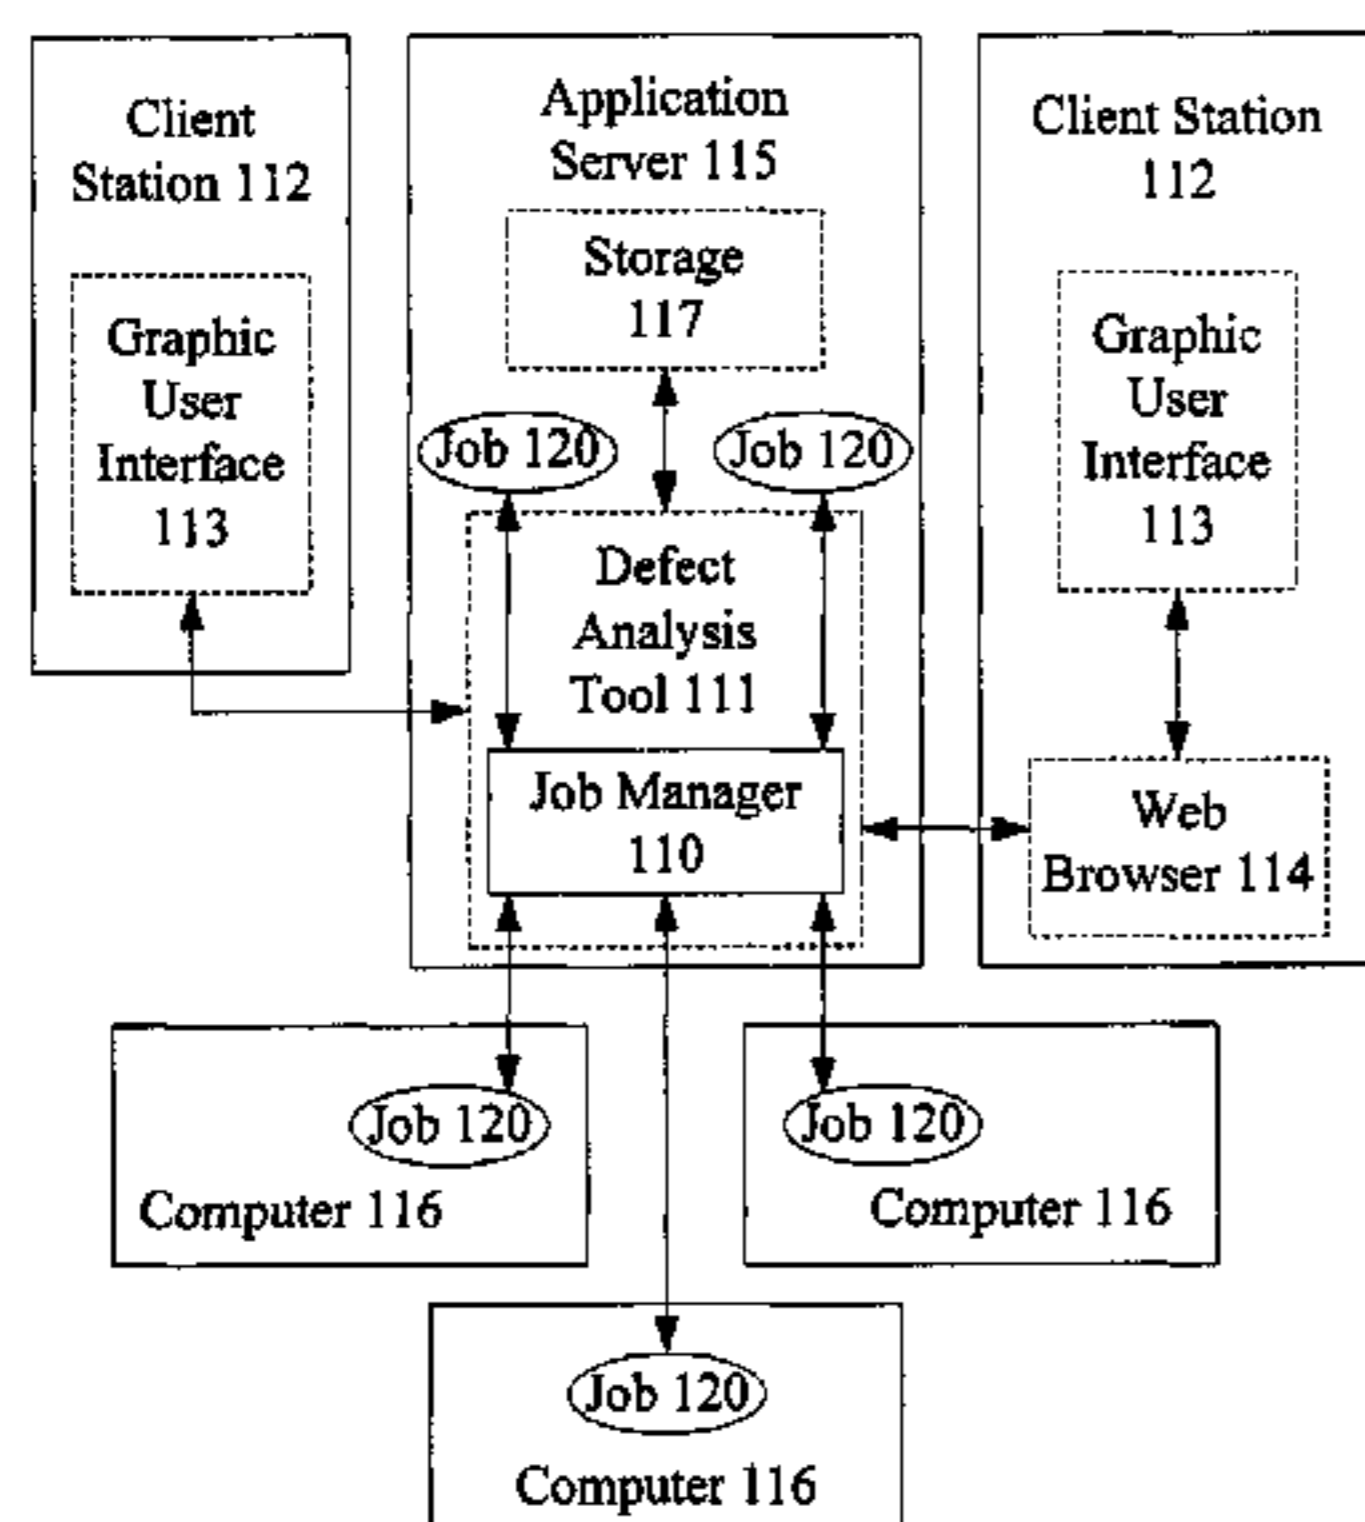 Client
Station 112
Graphic
User
Interface
113
Application
Server 115
Storage
117
Job 120
Job 120
Defect
Analysis
Tool 111
Job Manager
110
Client Station
112
Graphic
User
Interface
113
Web
Browser 114
Job 120
Computer 116
Job 120
Computer 116
Job 120
Computer 116